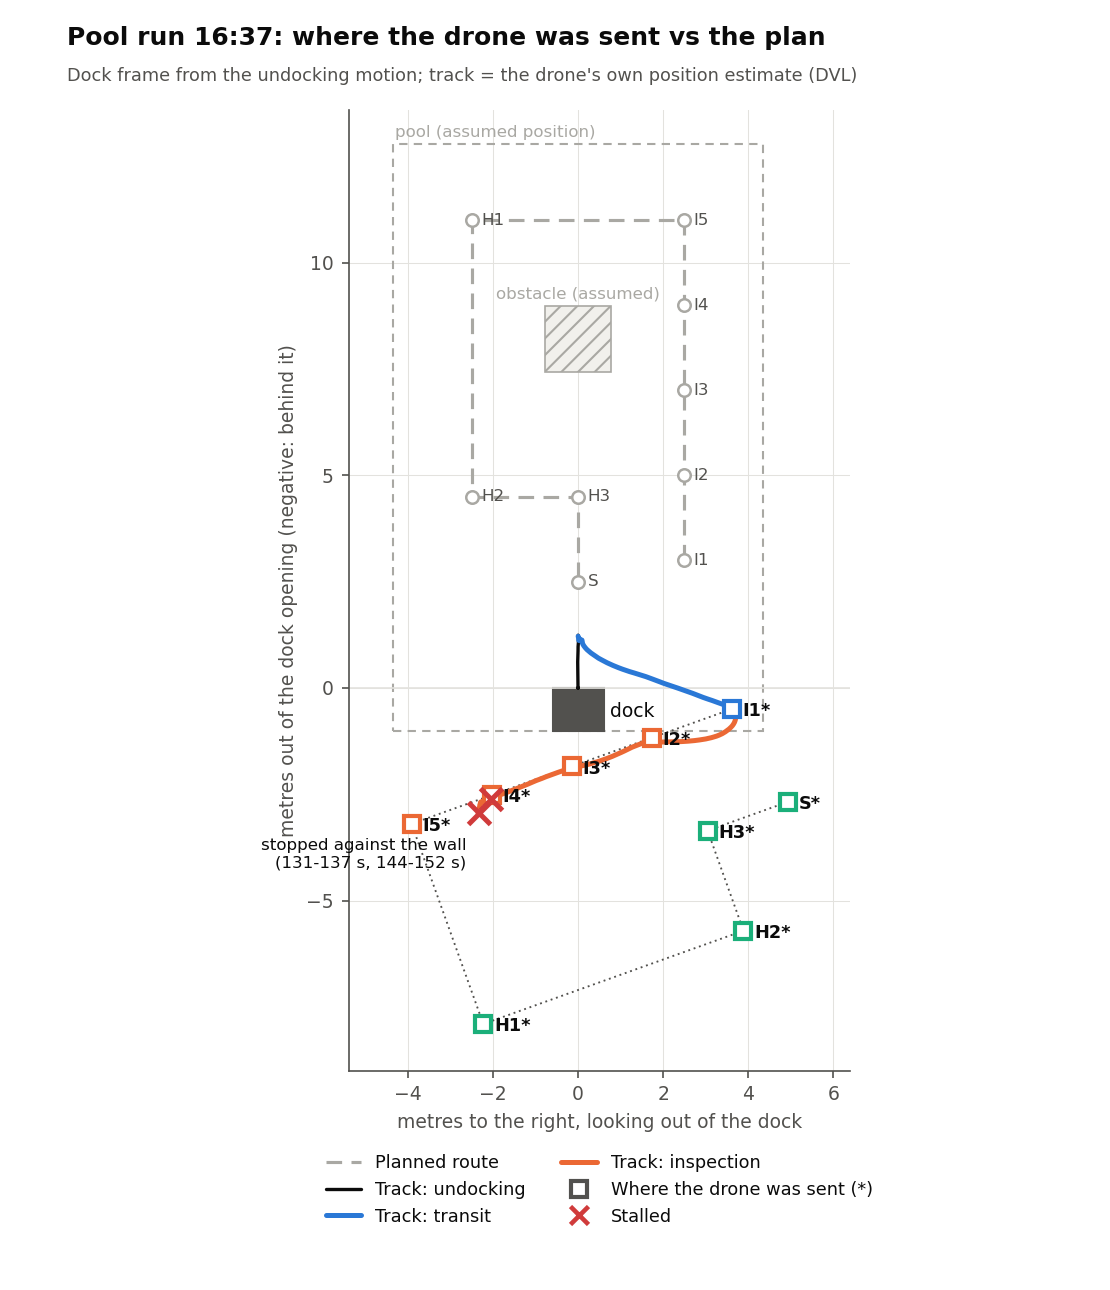 Pool run 16:37: where the drone was sent vs the plan
Dock frame from the undocking motion; track = the drone's own position estimate (DVL)
pool (assumed position)
H1
I5
10
obstacle (assumed)
I4
I3
5
I2
H2
H3
I1
S
metres out of the dock opening (negative: behind it)
0
dock
I1*
I2*
I3*
I4*
S*
I5*
H3*
stopped against the wall
(131-137 s, 144-152 s)
−5
H2*
H1*
−4
−2
0
2
4
6
metres to the right, looking out of the dock
Planned route
Track: undocking
Track: transit
Track: inspection
Where the drone was sent (*)
Stalled